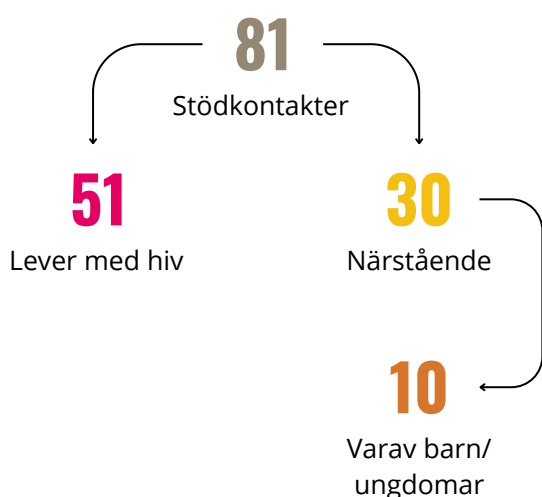 81
Stödkontakter
51
Lever med hiv
30
Närstående
10
Varav barn/
ungdomar